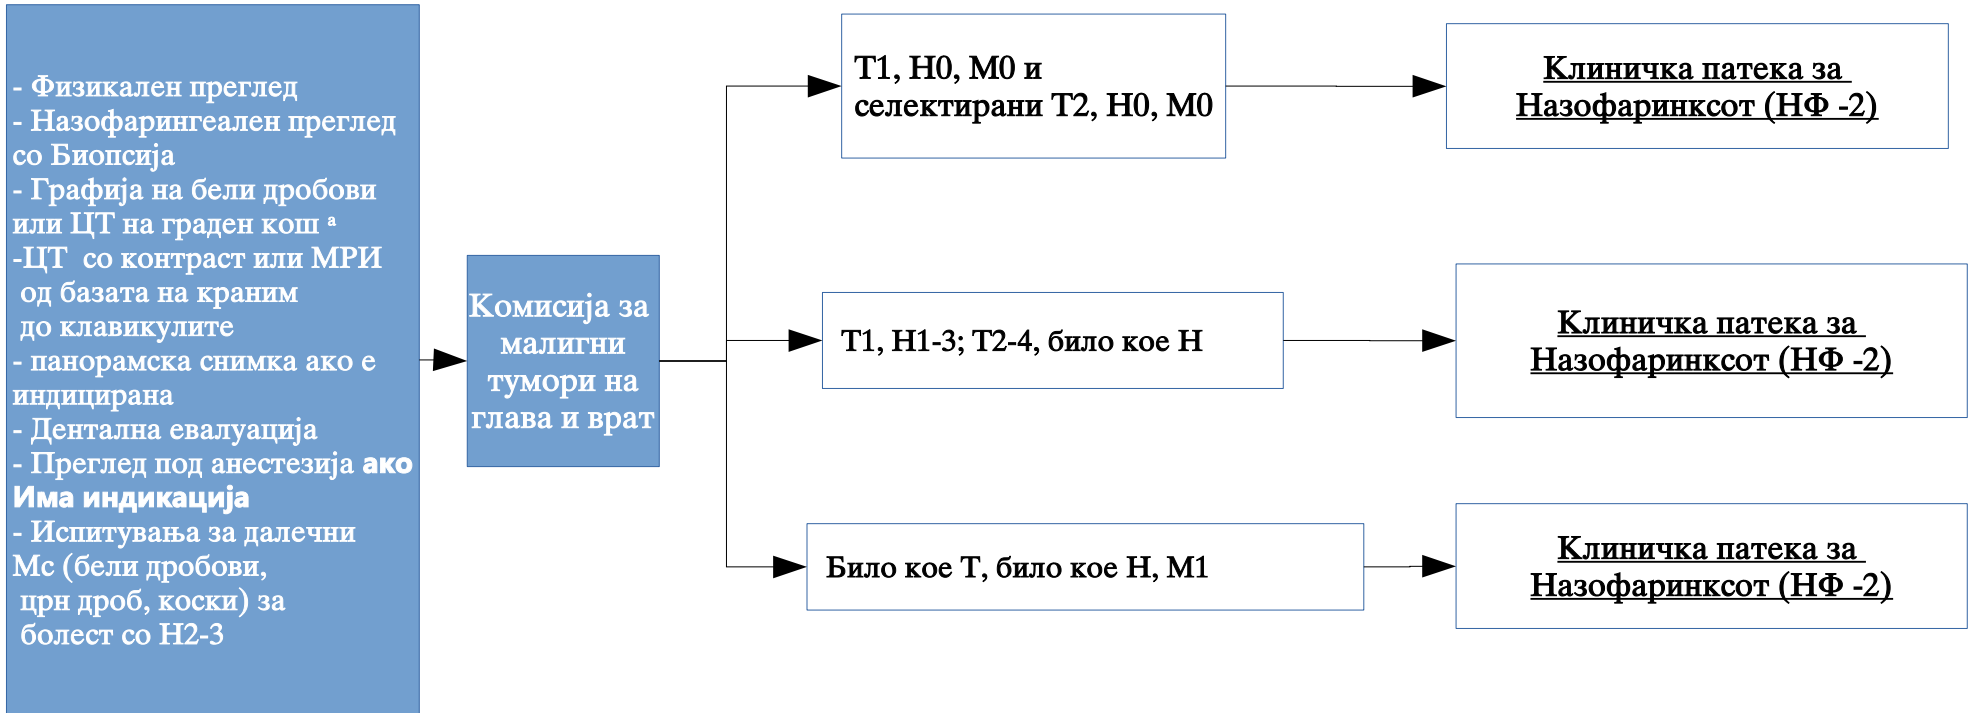 - Физикален преглед
- Назофарингеален преглед
со Биопсија
- Графија на бели дробови
или ЦТ на граден кош ª
-ЦТ  со контраст или МРИ
од базата на краним
до клавикулите
- панорамска снимка ако е
индицирана
- Дентална евалуација
- Преглед под анестезија ако
Има индикација
- Испитувања за далечни
Мс (бели дробови,
црн дроб, коски) за
болест со Н2-3
Комисија за
малигни
тумори на
глава и врат
Т1, Н0, М0 и
селектирани Т2, Н0, М0
Клиничка патека за
Назофаринксот (НФ -2)
Т1, Н1-3; Т2-4, било кое Н
Клиничка патека за
Назофаринксот (НФ -2)
Било кое Т, било кое Н, М1
Клиничка патека за
Назофаринксот (НФ -2)